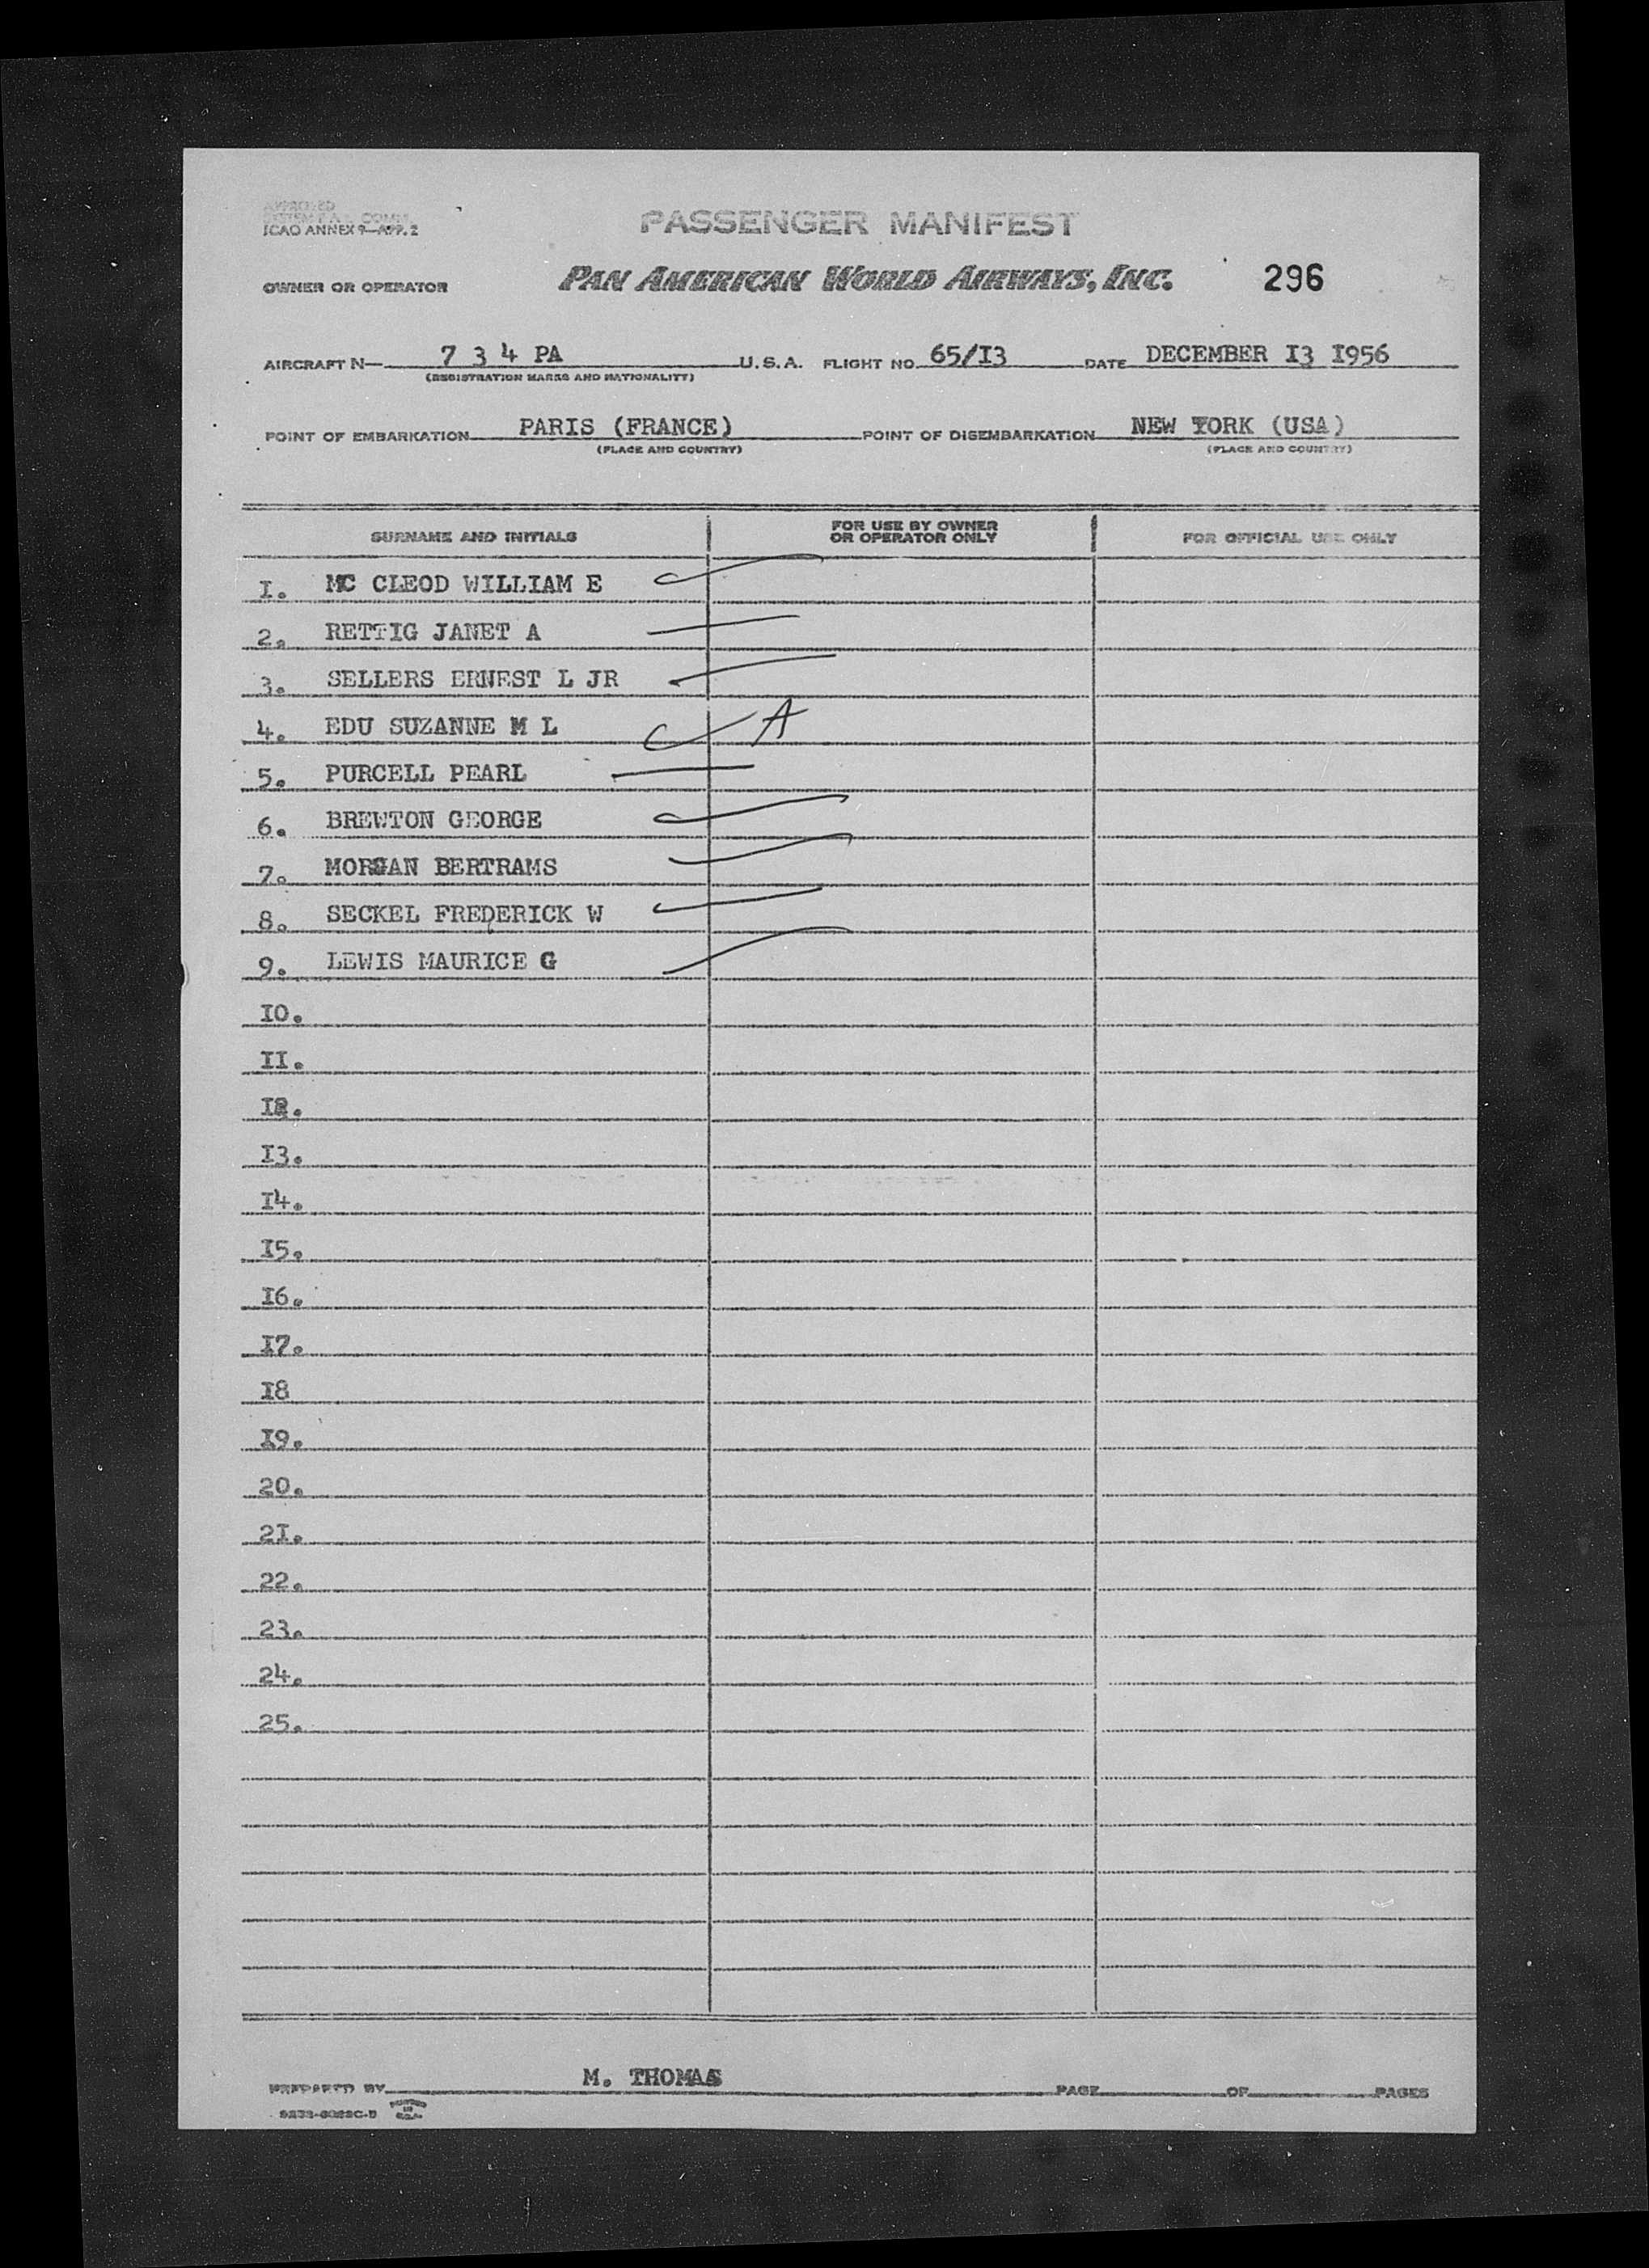 APPROVED
SYSTEM F.A.L. COMM.
ICAO ANNEX 9—APP. 2
PASSENGER MANIFEST
OWNER OR OPERATOR PAN AMERICAN WORLD AIRWAYS, INC. 296
AIRCRAFT N— 7 3 4 PA U.S.A. FLIGHT NO. 65/I3 DATE DECEMBER I3 I956
(REGISTRATION MARKS AND NATIONALITY)
POINT OF EMBARKATION PARIS (FRANCE) POINT OF DISEMBARKATION NEW YORK (USA)
(PLACE AND COUNTRY) (PLACE AND COUNTRY)
SURNAME AND INITIALS FOR USE BY OWNER OR OPERATOR ONLY FOR OFFICIAL USE ONLY
I. MC CLEOD WILLIAM E
2. RETTIG JANET A
3. SELLERS ERNEST L JR
4. EDU SUZANNE M L A
5. PURCELL PEARL
6. BREWTON GEORGE
7. MORGAN BERTRAMS
8. SECKEL FREDERICK W
9. LEWIS MAURICE G
I0.
II.
I2.
I3.
I4.
I5.
I6.
I7.
I8
I9.
20.
2I.
22.
23.
24.
25.
PREPARED BY M. THOMAS PAGE OF PAGES
PRINTED IN U.S.A.